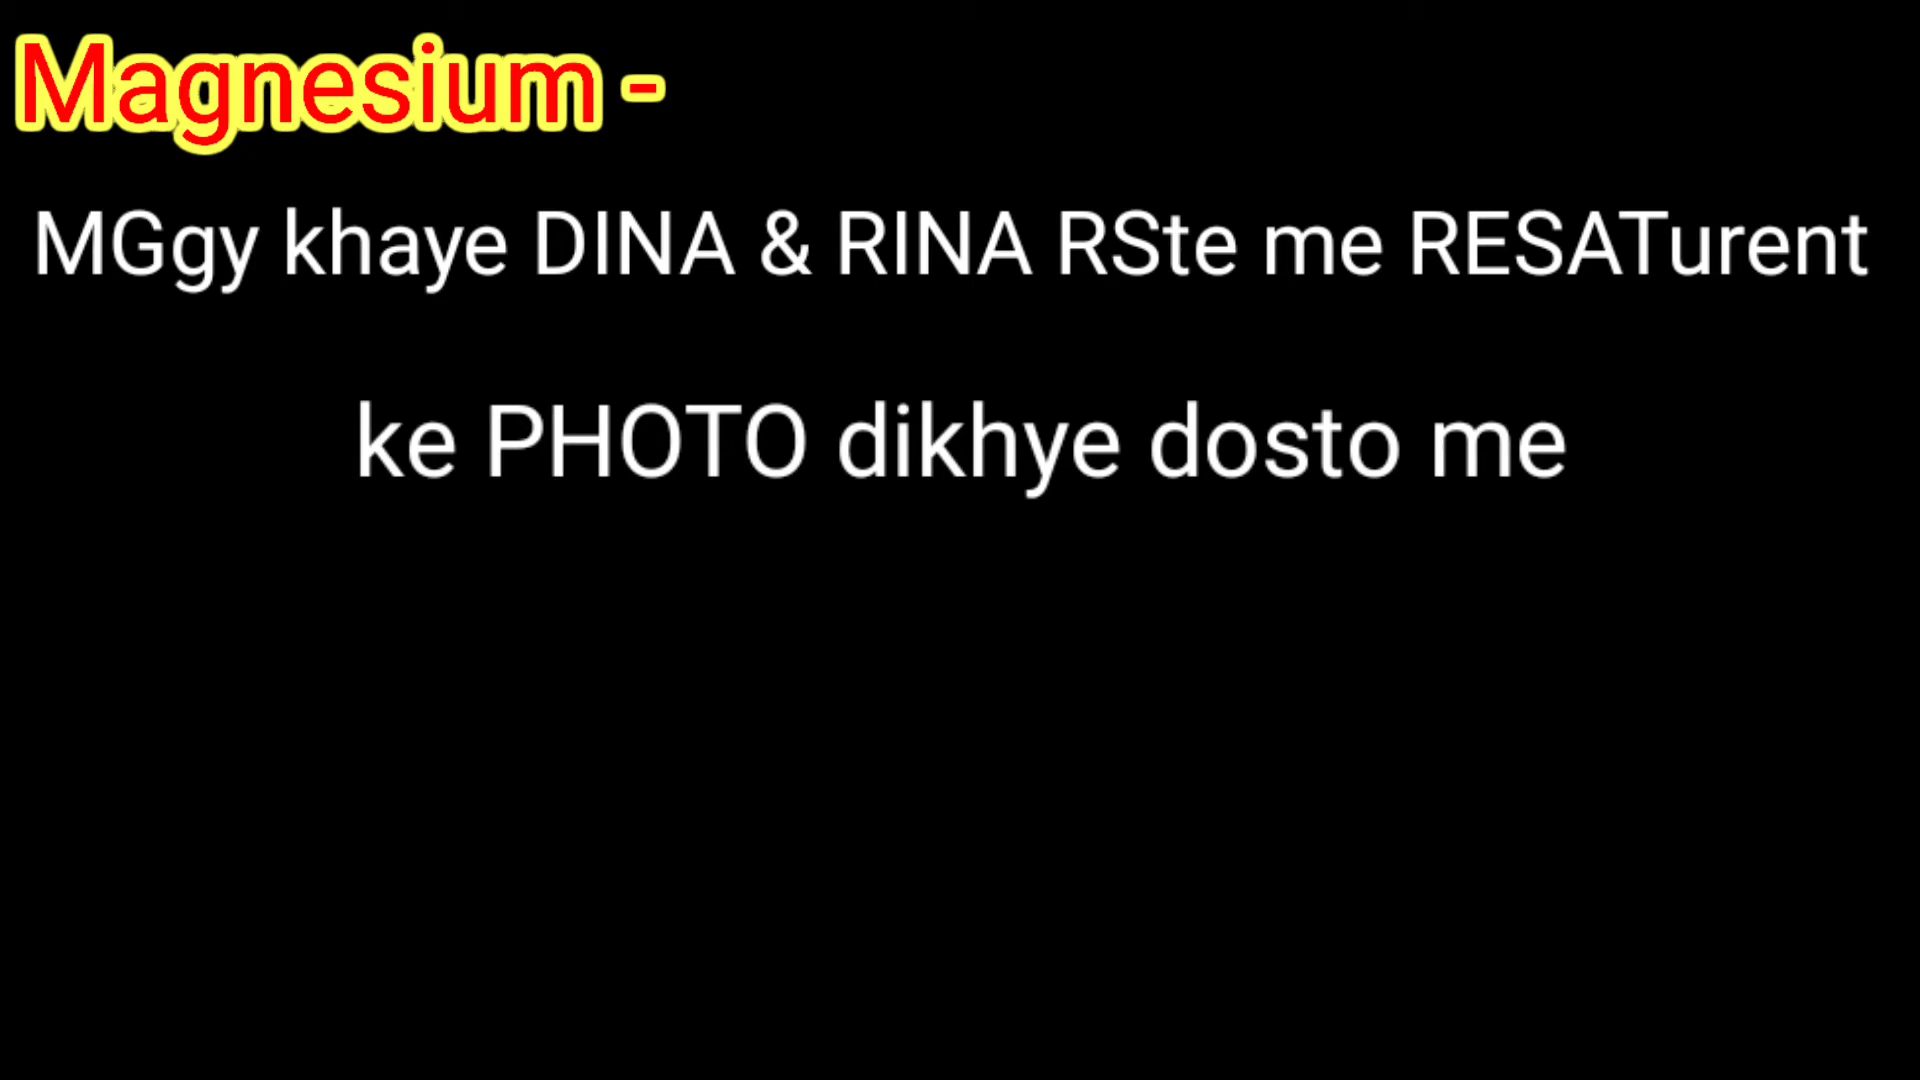 Magnesium -
MGgy khaye DINA & RINA RSte me RESATurent
ke PHOTO dikhye dosto me